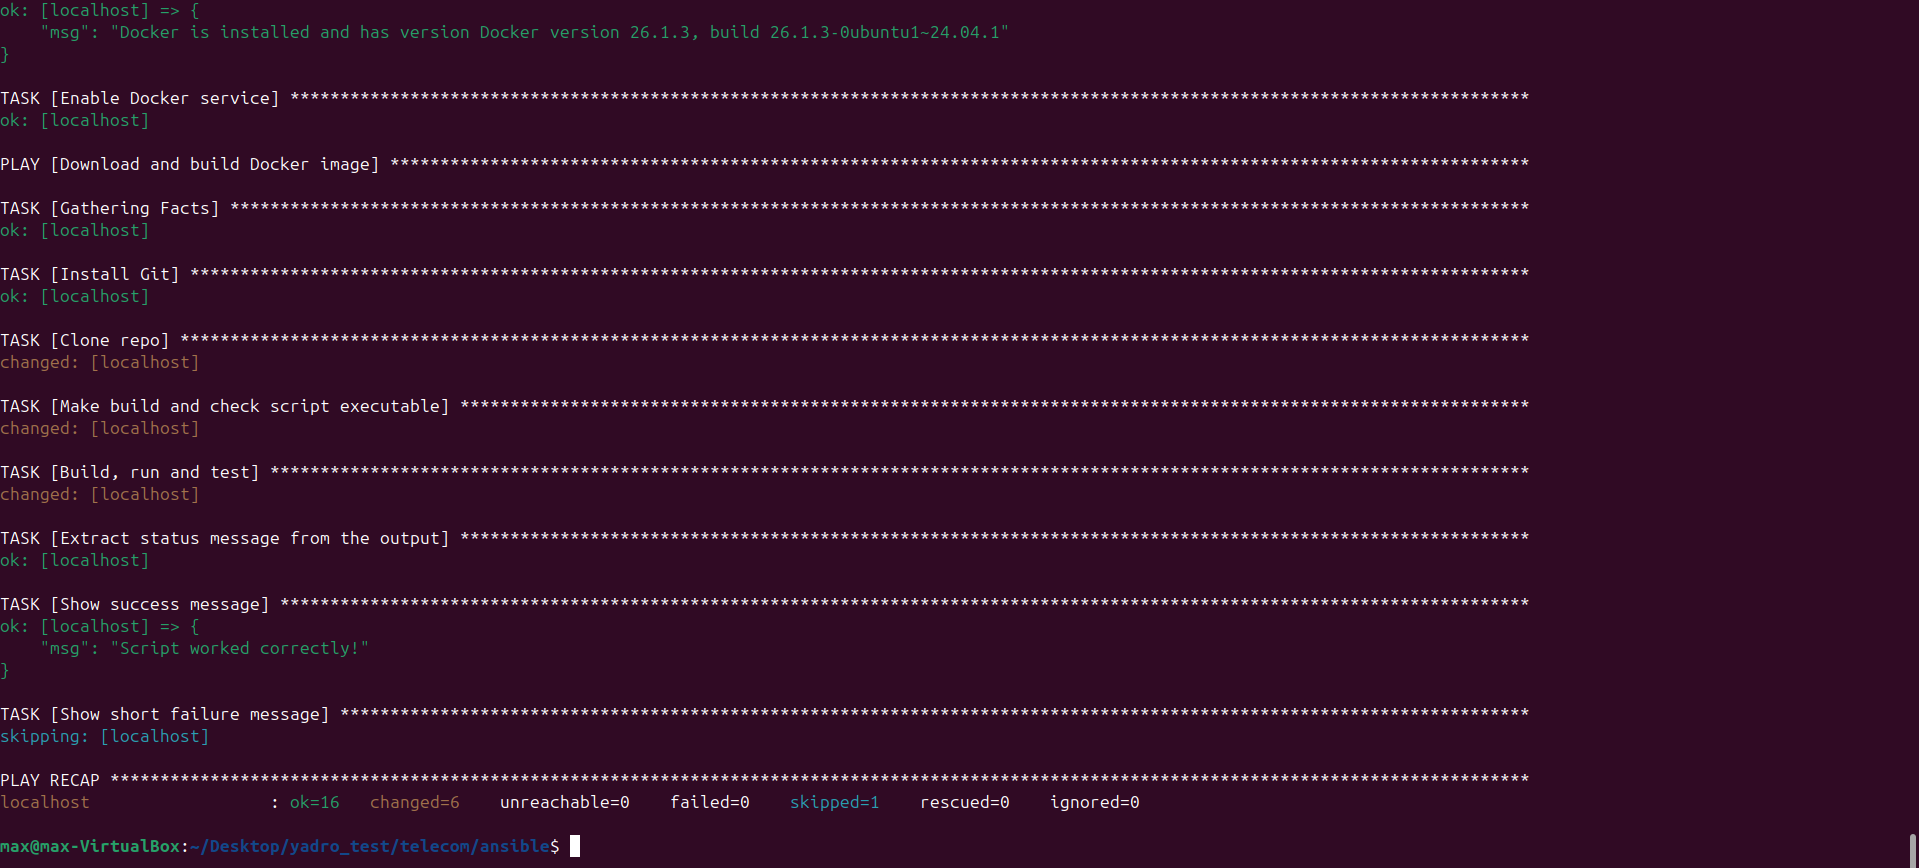 ok: [localhost] => {
    "msg": "Docker is installed and has version Docker version 26.1.3, build 26.1.3-0ubuntu1~24.04.1"
}
TASK [Enable Docker service] ****************************************************************************************************************************
ok: [localhost]
PLAY [Download and build Docker image] ******************************************************************************************************************
TASK [Gathering Facts] **********************************************************************************************************************************
ok: [localhost]
TASK [Install Git] **************************************************************************************************************************************
ok: [localhost]
TASK [Clone repo] ***************************************************************************************************************************************
changed: [localhost]
TASK [Make build and check script executable] ***********************************************************************************************************
changed: [localhost]
TASK [Build, run and test] ******************************************************************************************************************************
changed: [localhost]
TASK [Extract status message from the output] ***********************************************************************************************************
ok: [localhost]
TASK [Show success message] *****************************************************************************************************************************
ok: [localhost] => {
    "msg": "Script worked correctly!"
}
TASK [Show short failure message] ***********************************************************************************************************************
skipping: [localhost]
PLAY RECAP **********************************************************************************************************************************************
localhost                  : ok=16   changed=6    unreachable=0    failed=0    skipped=1    rescued=0    ignored=0
max@max-VirtualBox:~/Desktop/yadro_test/telecom/ansible$